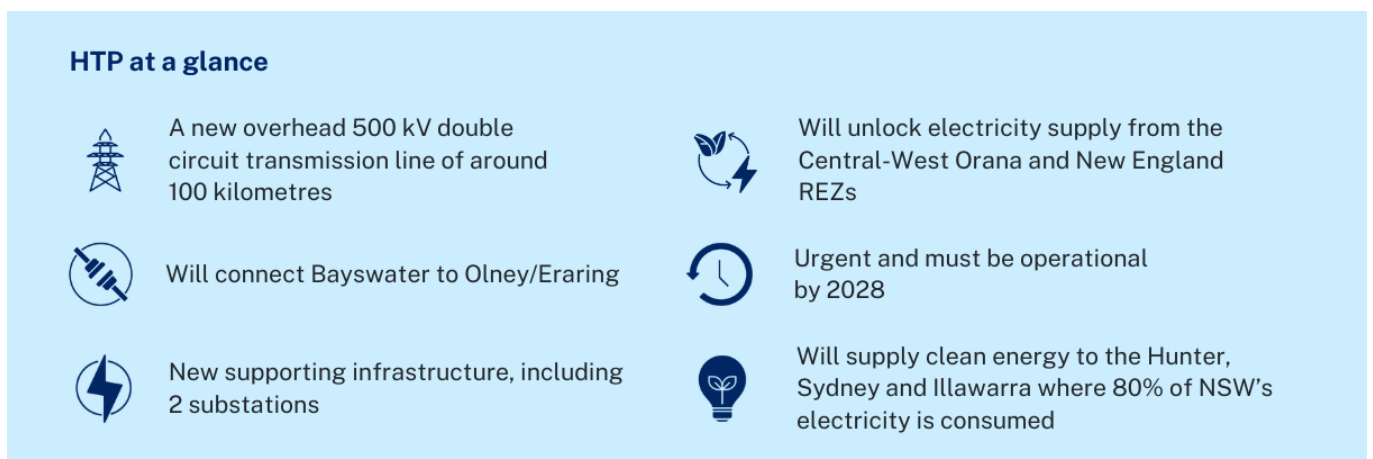 HTP at a glance
A new overhead 500 kV double
circuit transmission line of around
100 kilometres
Will connect Bayswater to Olney/Eraring
New supporting infrastructure, including
2 substations
Will unlock electricity supply from the
Central-West Orana and New England
REZs
Urgent and must be operational
by 2028
Will supply clean energy to the Hunter,
Sydney and Illawarra where 80% of NSW’s
electricity is consumed